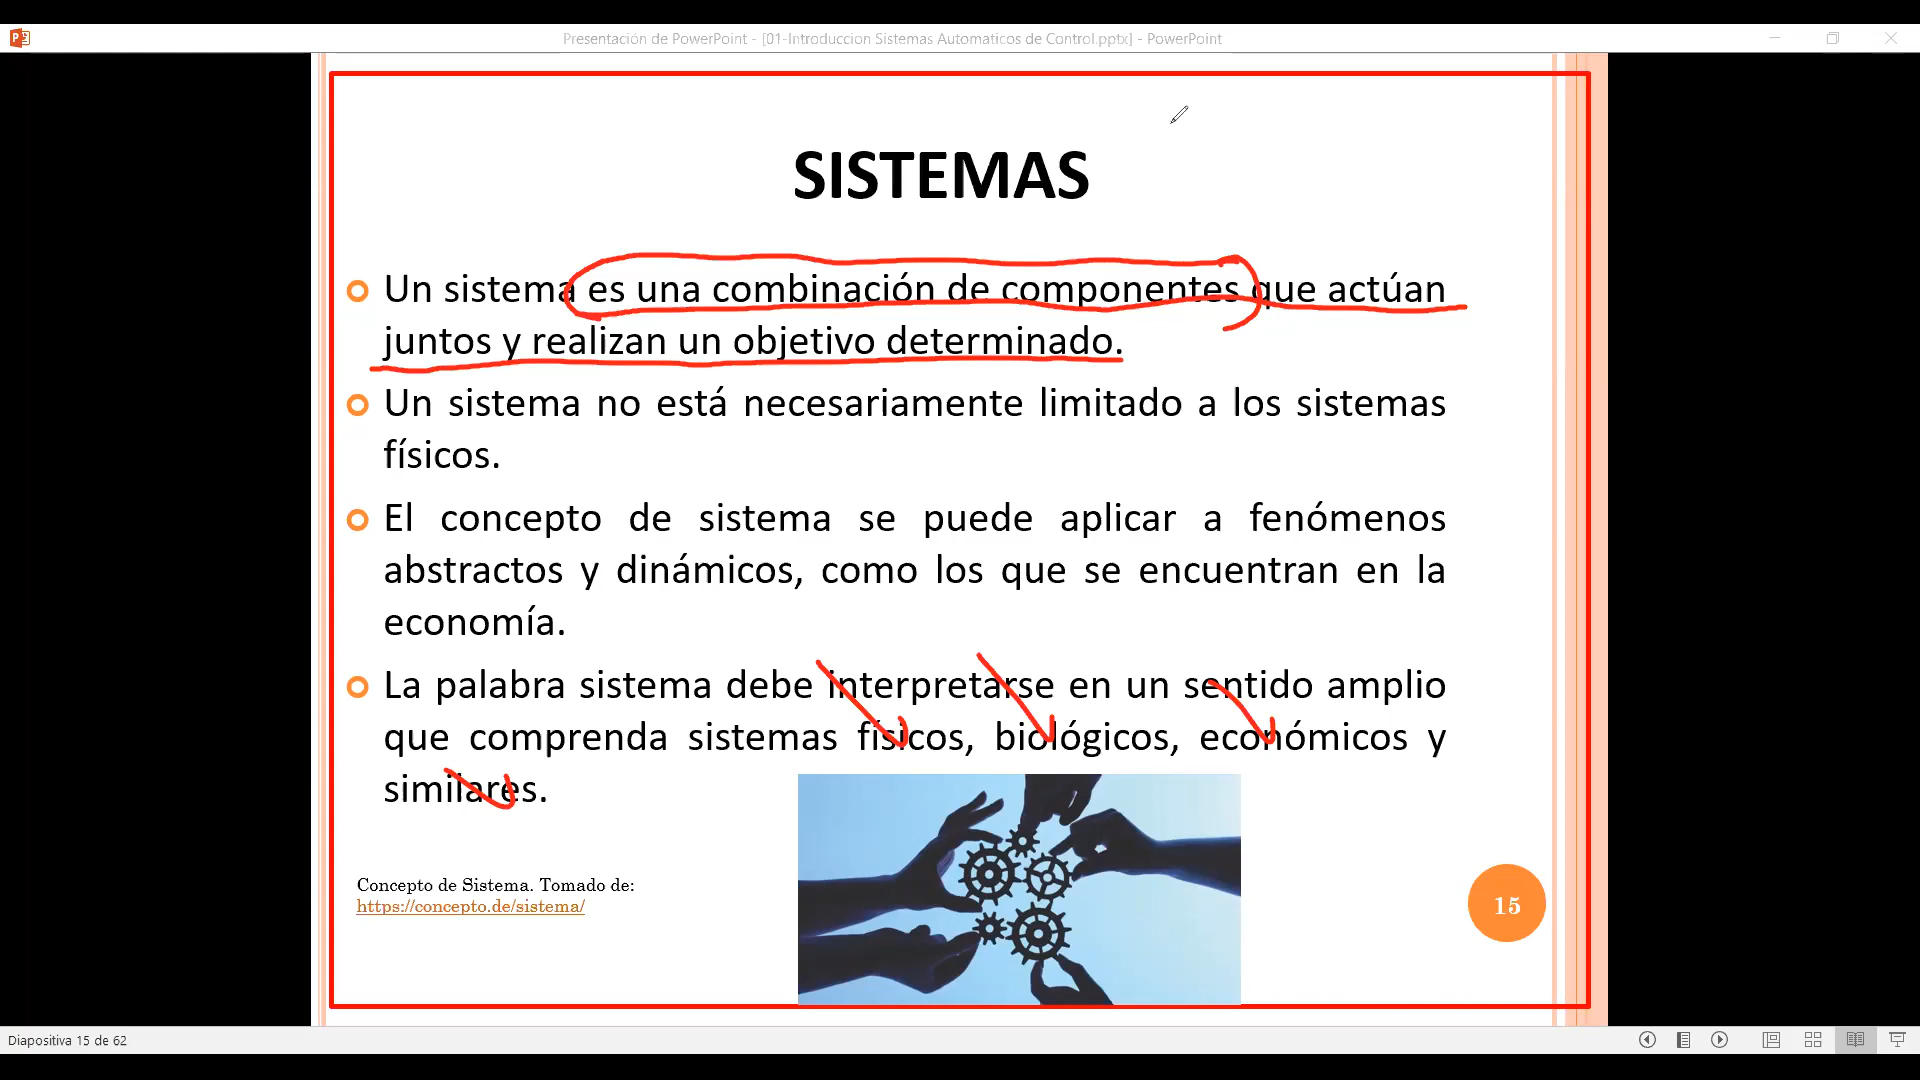 Presentación de PowerPoint - [01-Introduccion Sistemas Automaticos de Control.pptx] - PowerPoint
SISTEMAS
Un sistema es una combinación de componentes que actúan
juntos y realizan un objetivo determinado.
Un sistema no está necesariamente limitado a los sistemas
físicos.
El concepto de sistema se puede aplicar a fenómenos
abstractos y dinámicos, como los que se encuentran en la
economía.
La palabra sistema debe interpretarse en un sentido amplio
que comprenda sistemas físicos, biológicos, económicos y
similares.
Concepto de Sistema. Tomado de:
https://concepto.de/sistema/
15
Diapositiva 15 de 62